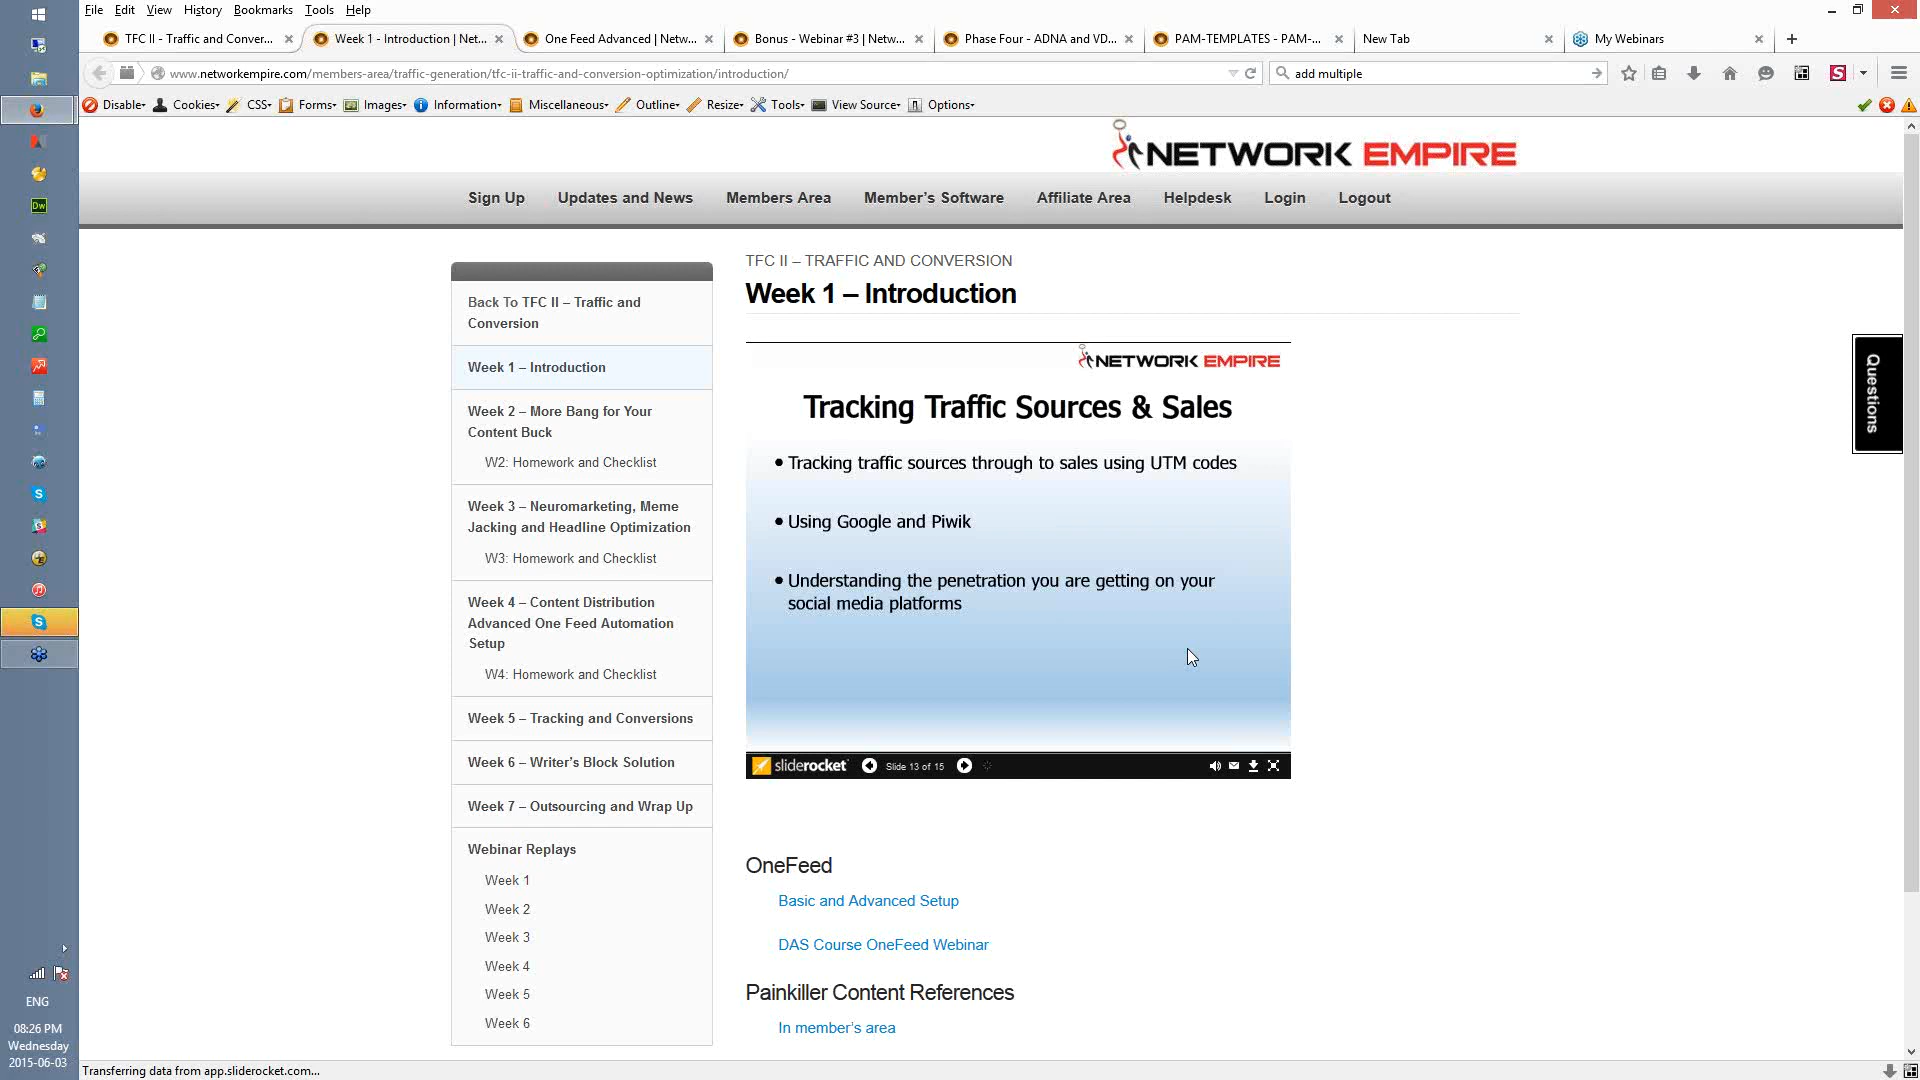 File Edit View History Bookmarks Tools Help
TFC II - Traffic and Conver...
Week 1 - Introduction | Net...
One Feed Advanced | Netw...
Bonus - Webinar #3 | Netw...
Phase Four - ADNA and VD...
PAM-TEMPLATES - PAM-...
New Tab
My Webinars
www.networkempire.com/members-area/traffic-generation/tfc-ii-traffic-and-conversion-optimization/introduction/
add multiple
Disable Cookies CSS Forms Images Information Miscellaneous Outline Resize Tools View Source Options
NETWORK EMPIRE
Sign Up Updates and News Members Area Member's Software Affiliate Area Helpdesk Login Logout
Back To TFC II – Traffic and
Conversion
Week 1 – Introduction
Week 2 – More Bang for Your
Content Buck
W2: Homework and Checklist
Week 3 – Neuromarketing, Meme
Jacking and Headline Optimization
W3: Homework and Checklist
Week 4 – Content Distribution
Advanced One Feed Automation
Setup
W4: Homework and Checklist
Week 5 – Tracking and Conversions
Week 6 – Writer's Block Solution
Week 7 – Outsourcing and Wrap Up
Webinar Replays
Week 1
Week 2
Week 3
Week 4
Week 5
Week 6
TFC II – TRAFFIC AND CONVERSION
Week 1 – Introduction
NETWORK EMPIRE
Tracking Traffic Sources & Sales
• Tracking traffic sources through to sales using UTM codes
• Using Google and Piwik
• Understanding the penetration you are getting on your
social media platforms
sliderocket Slide 13 of 15
OneFeed
Basic and Advanced Setup
DAS Course OneFeed Webinar
Painkiller Content References
In member's area
Questions
Dw
ENG
08:26 PM
Wednesday
2015-06-03
Transferring data from app.sliderocket.com...